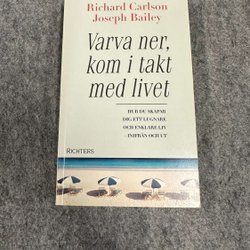 Richard Carlson
Joseph Bailey
Varva ner,
kom i takt
med livet
HUR DU SKAPAR
DIG ETT LUGNARE
OCH ENKLARE LIV
– INIFRÅN OCH UT
RICHTERS